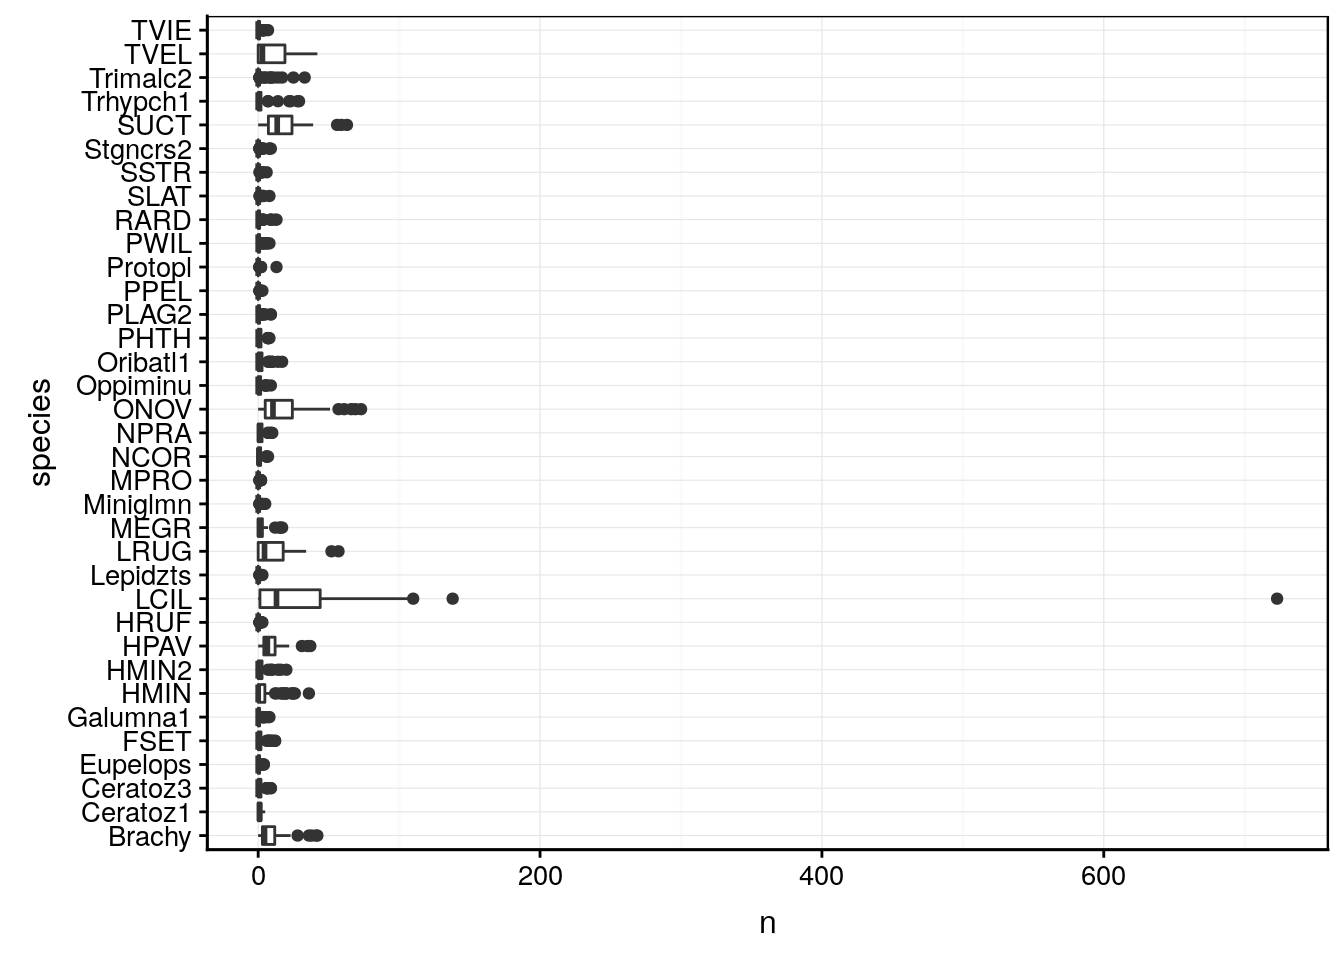 TVIE
TVEL
Trimalc2
Trhypch1
SUCT
Stgncrs2
SSTR
SLAT
RARD
PWIL
Protopl
PPEL
PLAG2
PHTH
Oribatl1
Oppiminu
ONOV
NPRA
NCOR
MPRO
Miniglmn
MEGR
LRUG
Lepidzts
LCIL
HRUF
HPAV
HMIN2
HMIN
Galumna1
FSET
Eupelops
Ceratoz3
Ceratoz1
Brachy
species
0 200 400 600
n